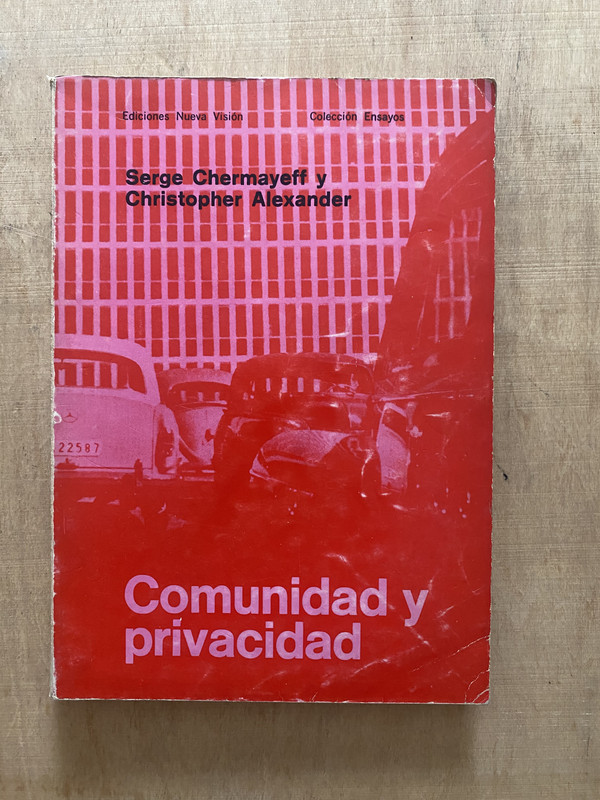 Ediciones Nueva Visión Colección Ensayos
Serge Chermayeff y
Christopher Alexander
22587
Comunidad y
privacidad